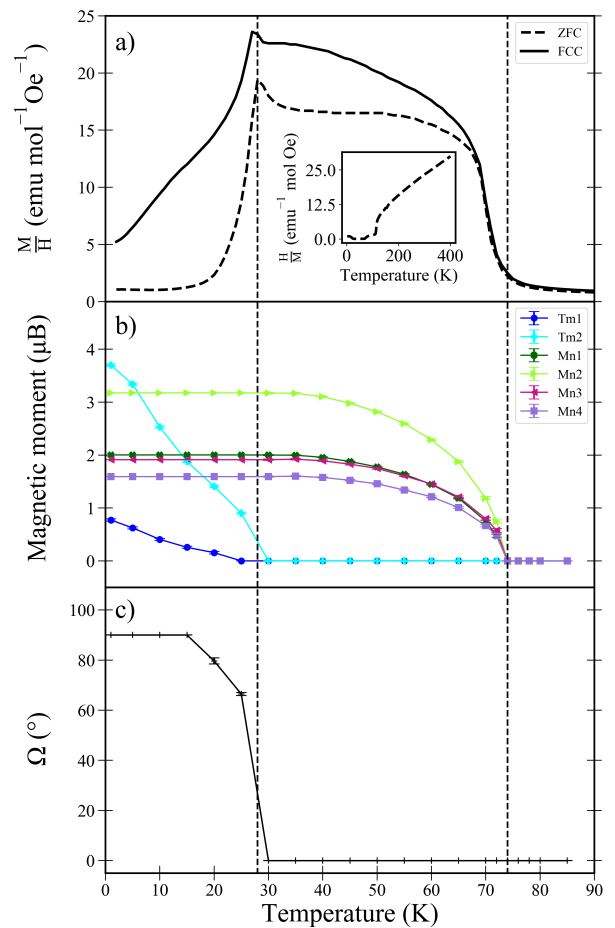 a)
ZFC
FCC
25
20
15
10
5
0
M/H (emu mol⁻¹Oe⁻¹)
25.0
12.5
0.0
H/M (emu⁻¹ mol Oe)
0 200 400
Temperature (K)
b)
Tm1
Tm2
Mn1
Mn2
Mn3
Mn4
4
3
2
1
0
Magnetic moment (μB)
c)
100
80
60
40
20
0
Ω (°)
0 10 20 30 40 50 60 70 80 90
Temperature (K)